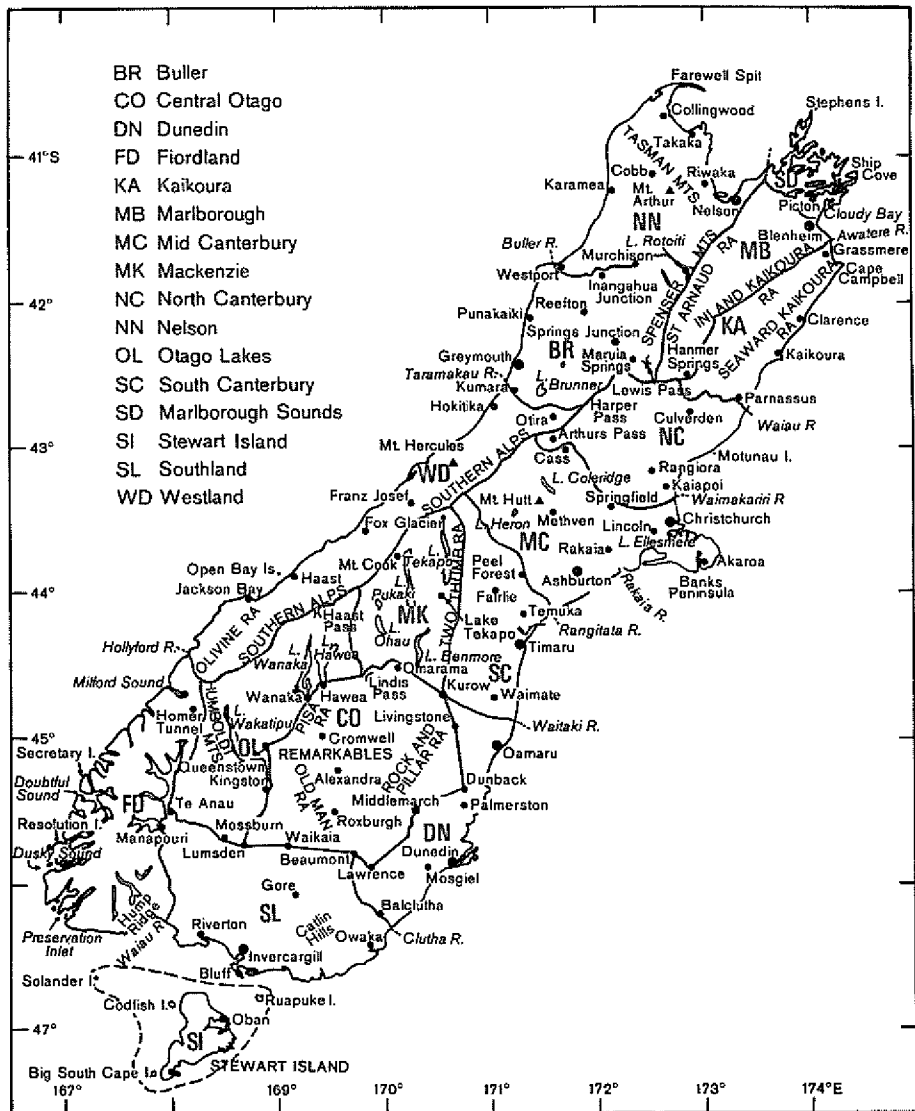 BR Buller
CO Central Otago
DN Dunedin
FD Fiordland
KA Kaikoura
MB Marlborough
MC Mid Canterbury
MK Mackenzie
NC North Canterbury
NN Nelson
OL Otago Lakes
SC South Canterbury
SD Marlborough Sounds
SI Stewart Island
SL Southland
WD Westland
Farewell Spit
Collingwood
Stephens I.
Takaka
TASMAN MTS
41°S
Cobb
Riwaka
SD
Ship
Cove
Karamea
Mt.
Arthur
Nelson
Picton
Cloudy Bay
NN
Blenheim
Awatere R.
Buller R.
L. Rotoiti
MB
Grassmere
Murchison
Westport
Inangahua
Junction
SPENSER MTS
ST ARNAUD RA
INLAND KAIKOURA
RA
Cape
Campbell
42°
Reefton
Punakaiki
Springs Junction
KA
SEAWARD KAIKOURA
RA
Clarence
Greymouth
BR
Maruia
Springs
Hanmer
Springs
Kaikoura
Taramakau R.
L.
Brunner
Lewis Pass
Kumara
Parnassus
Hokitika
Harper
Pass
Culverden
Waiau R
Otira
43°
Arthurs Pass
NC
Mt. Hercules
Cass
Motunau I.
WD
SOUTHERN ALPS
L. Coleridge
Rangiora
Kaiapoi
Franz Josef
Mt. Hutt
Springfield
Waimakariri R
L. Heron
Methven
Christchurch
Fox Glacier
MC
Lincoln
L. Ellesmere
Mt. Cook
L.
Tekapo
TWO THUMB RA
Rakaia
Akaroa
Open Bay Is.
Haast
Peel
Forest
Ashburton
Banks
Peninsula
Jackson Bay
L.
Pukaki
Fairlie
Rakaia R.
44°
OLIVINE RA
SOUTHERN ALPS
Haast
Pass
MK
Temuka
Lake
Tekapo
Rangitata R.
Hollyford R.
L.
Wanaka
L.
Hawea
L.
Ohau
L. Benmore
Timaru
SC
Milford Sound
Omarama
Wanaka
Hawea
Lindis
Pass
Kurow
Waimate
Homer
Tunnel
HUMBOLDT
MTS
L.
Wakatipu
PISA
RA
CO
Livingstone
Waitaki R.
45°
OL
Cromwell
Oamaru
REMARKABLES
Secretary I.
Queenstown
Kingston
Alexandra
ROCK AND
PILLAR RA
Dunback
Doubtful
Sound
OLD MAN
RA
FD
Te Anau
Middlemarch
Palmerston
Resolution I.
Roxburgh
Manapouri
Mossburn
Waikaia
DN
Dusky Sound
Lumsden
Beaumont
Dunedin
Lawrence
Mosgiel
Gore
Hump
Ridge
SL
Balclutha
Preservation
Inlet
Waiau R
Riverton
Catlin
Hills
Owaka
Clutha R.
Invercargill
Bluff
Solander I.
Codfish I.
Ruapuke I.
47°
Oban
SI
Big South Cape I.
STEWART ISLAND
167° 169° 170° 171° 172° 173° 174°E